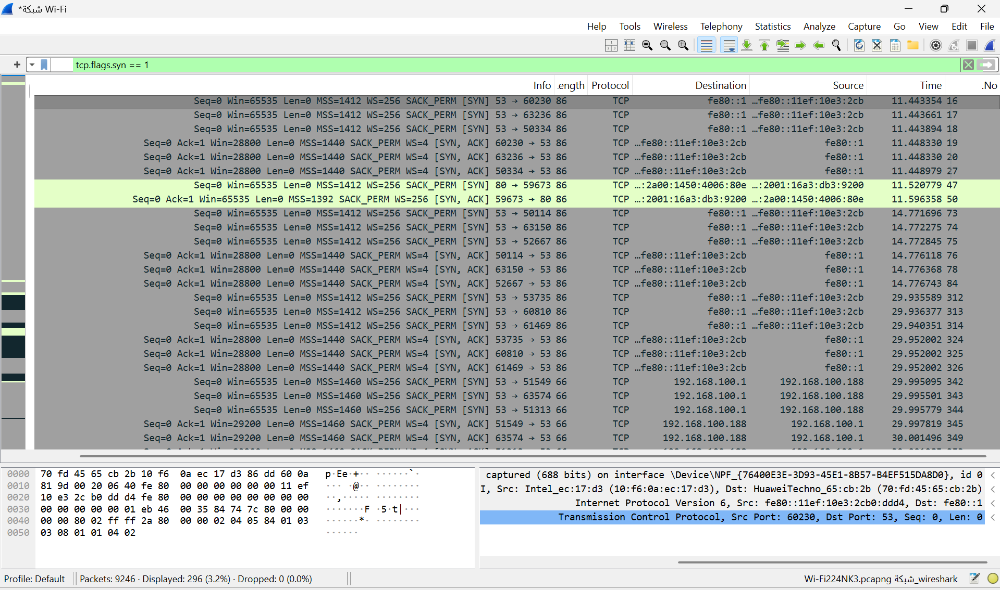 *شبكة Wi-Fi
Help Tools Wireless Telephony Statistics Analyze Capture Go View Edit File
tcp.flags.syn == 1
Info .ength Protocol Destination Source Time .No
Seq=0 Win=65535 Len=0 MSS=1412 WS=256 SACK_PERM [SYN] 53 → 60230 86 TCP fe80::1 …fe80::11ef:10e3:2cb 11.443354 16
Seq=0 Win=65535 Len=0 MSS=1412 WS=256 SACK_PERM [SYN] 53 → 63236 86 TCP fe80::1 …fe80::11ef:10e3:2cb 11.443661 17
Seq=0 Win=65535 Len=0 MSS=1412 WS=256 SACK_PERM [SYN] 53 → 50334 86 TCP fe80::1 …fe80::11ef:10e3:2cb 11.443894 18
Seq=0 Ack=1 Win=28800 Len=0 MSS=1440 SACK_PERM WS=4 [SYN, ACK] 60230 → 53 86 TCP …fe80::11ef:10e3:2cb fe80::1 11.448330 19
Seq=0 Ack=1 Win=28800 Len=0 MSS=1440 SACK_PERM WS=4 [SYN, ACK] 63236 → 53 86 TCP …fe80::11ef:10e3:2cb fe80::1 11.448330 20
Seq=0 Ack=1 Win=28800 Len=0 MSS=1440 SACK_PERM WS=4 [SYN, ACK] 50334 → 53 86 TCP …fe80::11ef:10e3:2cb fe80::1 11.448979 27
Seq=0 Win=65535 Len=0 MSS=1412 WS=256 SACK_PERM [SYN] 80 → 59673 86 TCP …:2a00:1450:4006:80e …:2001:16a3:db3:9200 11.520779 47
Seq=0 Ack=1 Win=65535 Len=0 MSS=1392 SACK_PERM WS=256 [SYN, ACK] 59673 → 80 86 TCP …:2001:16a3:db3:9200 …:2a00:1450:4006:80e 11.596358 50
Seq=0 Win=65535 Len=0 MSS=1412 WS=256 SACK_PERM [SYN] 53 → 50114 86 TCP fe80::1 …fe80::11ef:10e3:2cb 14.771696 73
Seq=0 Win=65535 Len=0 MSS=1412 WS=256 SACK_PERM [SYN] 53 → 63150 86 TCP fe80::1 …fe80::11ef:10e3:2cb 14.772275 74
Seq=0 Win=65535 Len=0 MSS=1412 WS=256 SACK_PERM [SYN] 53 → 52667 86 TCP fe80::1 …fe80::11ef:10e3:2cb 14.772845 75
Seq=0 Ack=1 Win=28800 Len=0 MSS=1440 SACK_PERM WS=4 [SYN, ACK] 50114 → 53 86 TCP …fe80::11ef:10e3:2cb fe80::1 14.776118 76
Seq=0 Ack=1 Win=28800 Len=0 MSS=1440 SACK_PERM WS=4 [SYN, ACK] 63150 → 53 86 TCP …fe80::11ef:10e3:2cb fe80::1 14.776368 78
Seq=0 Ack=1 Win=28800 Len=0 MSS=1440 SACK_PERM WS=4 [SYN, ACK] 52667 → 53 86 TCP …fe80::11ef:10e3:2cb fe80::1 14.776743 84
Seq=0 Win=65535 Len=0 MSS=1412 WS=256 SACK_PERM [SYN] 53 → 53735 86 TCP fe80::1 …fe80::11ef:10e3:2cb 29.935589 312
Seq=0 Win=65535 Len=0 MSS=1412 WS=256 SACK_PERM [SYN] 53 → 60810 86 TCP fe80::1 …fe80::11ef:10e3:2cb 29.936377 313
Seq=0 Win=65535 Len=0 MSS=1412 WS=256 SACK_PERM [SYN] 53 → 61469 86 TCP fe80::1 …fe80::11ef:10e3:2cb 29.940351 314
Seq=0 Ack=1 Win=28800 Len=0 MSS=1440 SACK_PERM WS=4 [SYN, ACK] 53735 → 53 86 TCP …fe80::11ef:10e3:2cb fe80::1 29.952002 324
Seq=0 Ack=1 Win=28800 Len=0 MSS=1440 SACK_PERM WS=4 [SYN, ACK] 60810 → 53 86 TCP …fe80::11ef:10e3:2cb fe80::1 29.952002 325
Seq=0 Ack=1 Win=28800 Len=0 MSS=1440 SACK_PERM WS=4 [SYN, ACK] 61469 → 53 86 TCP …fe80::11ef:10e3:2cb fe80::1 29.952002 326
Seq=0 Win=65535 Len=0 MSS=1460 WS=256 SACK_PERM [SYN] 53 → 51549 66 TCP 192.168.100.1 192.168.100.188 29.995095 342
Seq=0 Win=65535 Len=0 MSS=1460 WS=256 SACK_PERM [SYN] 53 → 63574 66 TCP 192.168.100.1 192.168.100.188 29.995501 343
Seq=0 Win=65535 Len=0 MSS=1460 WS=256 SACK_PERM [SYN] 53 → 51313 66 TCP 192.168.100.1 192.168.100.188 29.995779 344
Seq=0 Ack=1 Win=29200 Len=0 MSS=1460 SACK_PERM WS=4 [SYN, ACK] 51549 → 53 66 TCP 192.168.100.188 192.168.100.1 29.997819 345
Seq=0 Ack=1 Win=29200 Len=0 MSS=1460 SACK_PERM WS=4 [SYN, ACK] 63574 → 53 66 TCP 192.168.100.188 192.168.100.1 30.001496 349
0000 70 fd 45 65 cb 2b 10 f6 0a ec 17 d3 86 dd 60 0a p·Ee·+·· ······`·
0010 81 9d 00 20 06 40 fe 80 00 00 00 00 00 00 11 ef ··· ·@·· ········
0020 10 e3 2c b0 dd d4 fe 80 00 00 00 00 00 00 00 00 ··,····· ········
0030 00 00 00 00 00 01 eb 46 00 35 84 74 7c 80 00 00 ·······F ·5·t|···
0040 00 00 80 02 ff ff 2a 80 00 00 02 04 05 84 01 03 ······*· ········
0050 03 08 01 01 04 02 ······
captured (688 bits) on interface \Device\NPF_{76400E3E-3D93-45E1-8B57-B4EF515DA8D0}, id 0
I, Src: Intel_ec:17:d3 (10:f6:0a:ec:17:d3), Dst: HuaweiTechno_65:cb:2b (70:fd:45:65:cb:2b)
Internet Protocol Version 6, Src: fe80::11ef:10e3:2cb0:ddd4, Dst: fe80::1
Transmission Control Protocol, Src Port: 60230, Dst Port: 53, Seq: 0, Len: 0
Profile: Default Packets: 9246 · Displayed: 296 (3.2%) · Dropped: 0 (0.0%) Wi-Fi224NK3.pcapng شبكة_wireshark